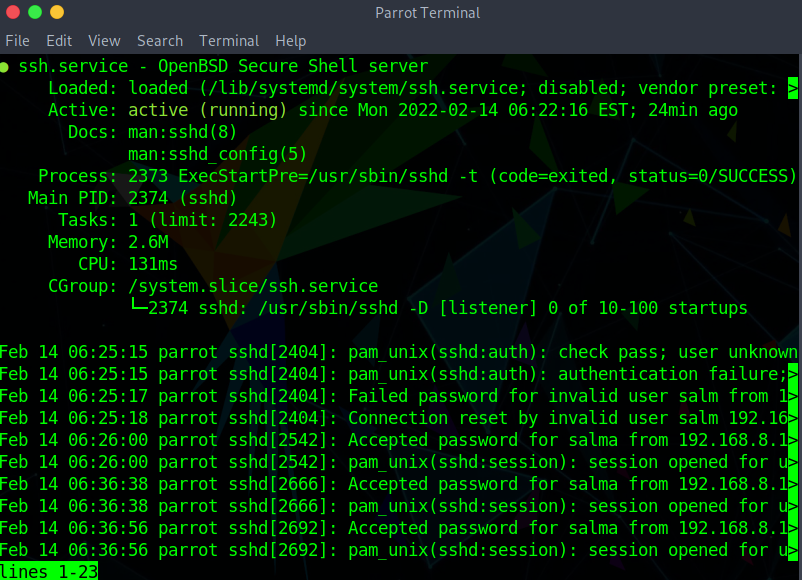 Parrot Terminal
File Edit View Search Terminal Help
● ssh.service - OpenBSD Secure Shell server
     Loaded: loaded (/lib/systemd/system/ssh.service; disabled; vendor preset: >
     Active: active (running) since Mon 2022-02-14 06:22:16 EST; 24min ago
       Docs: man:sshd(8)
             man:sshd_config(5)
    Process: 2373 ExecStartPre=/usr/sbin/sshd -t (code=exited, status=0/SUCCESS)
   Main PID: 2374 (sshd)
      Tasks: 1 (limit: 2243)
     Memory: 2.6M
        CPU: 131ms
     CGroup: /system.slice/ssh.service
             └─2374 sshd: /usr/sbin/sshd -D [listener] 0 of 10-100 startups
Feb 14 06:25:15 parrot sshd[2404]: pam_unix(sshd:auth): check pass; user unknown
Feb 14 06:25:15 parrot sshd[2404]: pam_unix(sshd:auth): authentication failure;>
Feb 14 06:25:17 parrot sshd[2404]: Failed password for invalid user salm from 1>
Feb 14 06:25:18 parrot sshd[2404]: Connection reset by invalid user salm 192.16>
Feb 14 06:26:00 parrot sshd[2542]: Accepted password for salma from 192.168.8.1>
Feb 14 06:26:00 parrot sshd[2542]: pam_unix(sshd:session): session opened for u>
Feb 14 06:36:38 parrot sshd[2666]: Accepted password for salma from 192.168.8.1>
Feb 14 06:36:38 parrot sshd[2666]: pam_unix(sshd:session): session opened for u>
Feb 14 06:36:56 parrot sshd[2692]: Accepted password for salma from 192.168.8.1>
Feb 14 06:36:56 parrot sshd[2692]: pam_unix(sshd:session): session opened for u>
lines 1-23